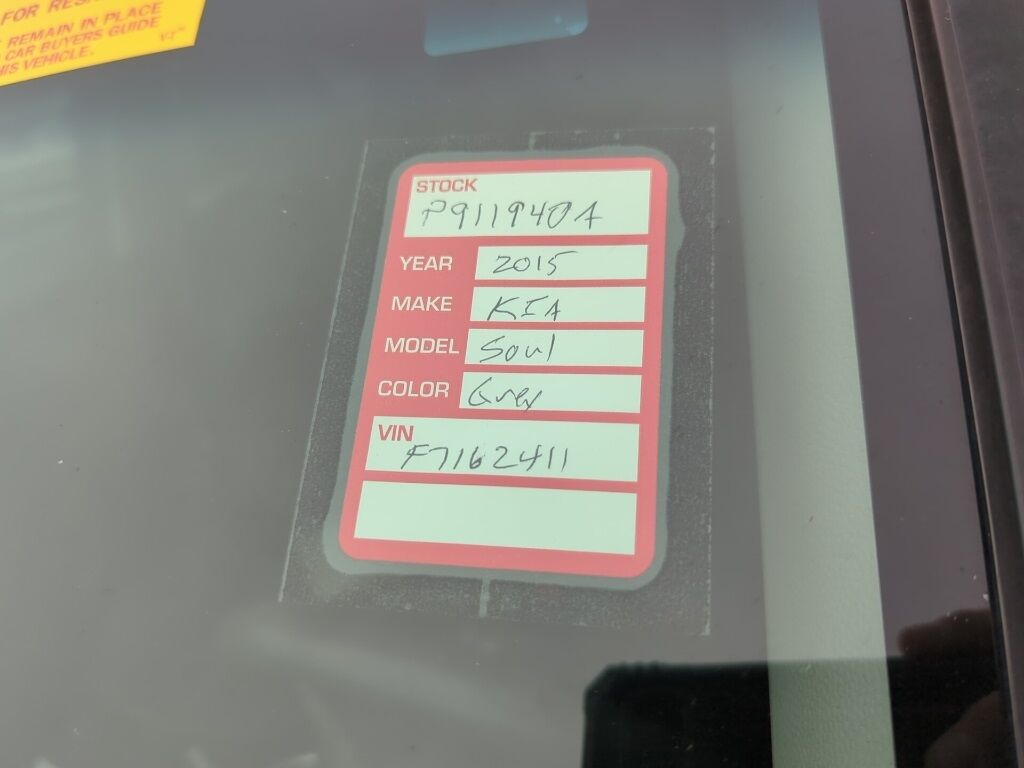 FOR RES
REMAIN IN PLACE
CAR BUYERS GUIDE
HIS VEHICLE.
STOCK
P911940A
YEAR 2015
MAKE KIA
MODEL Soul
COLOR Grey
VIN
F7162411